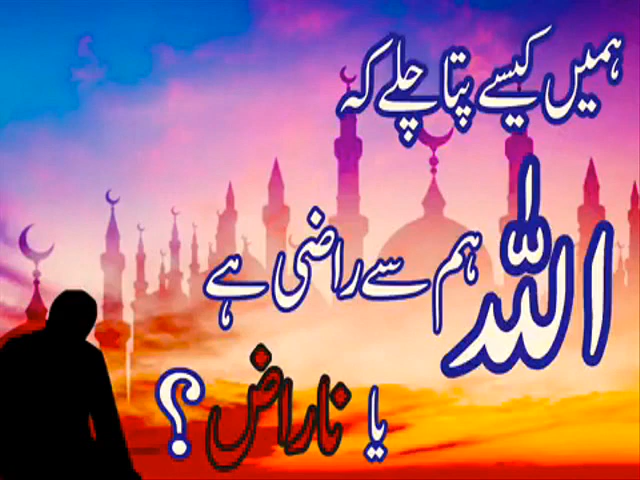 ہمیں کیسے پتا چلے کہ
اللہ ہم سے راضی ہے
یا ناراض؟